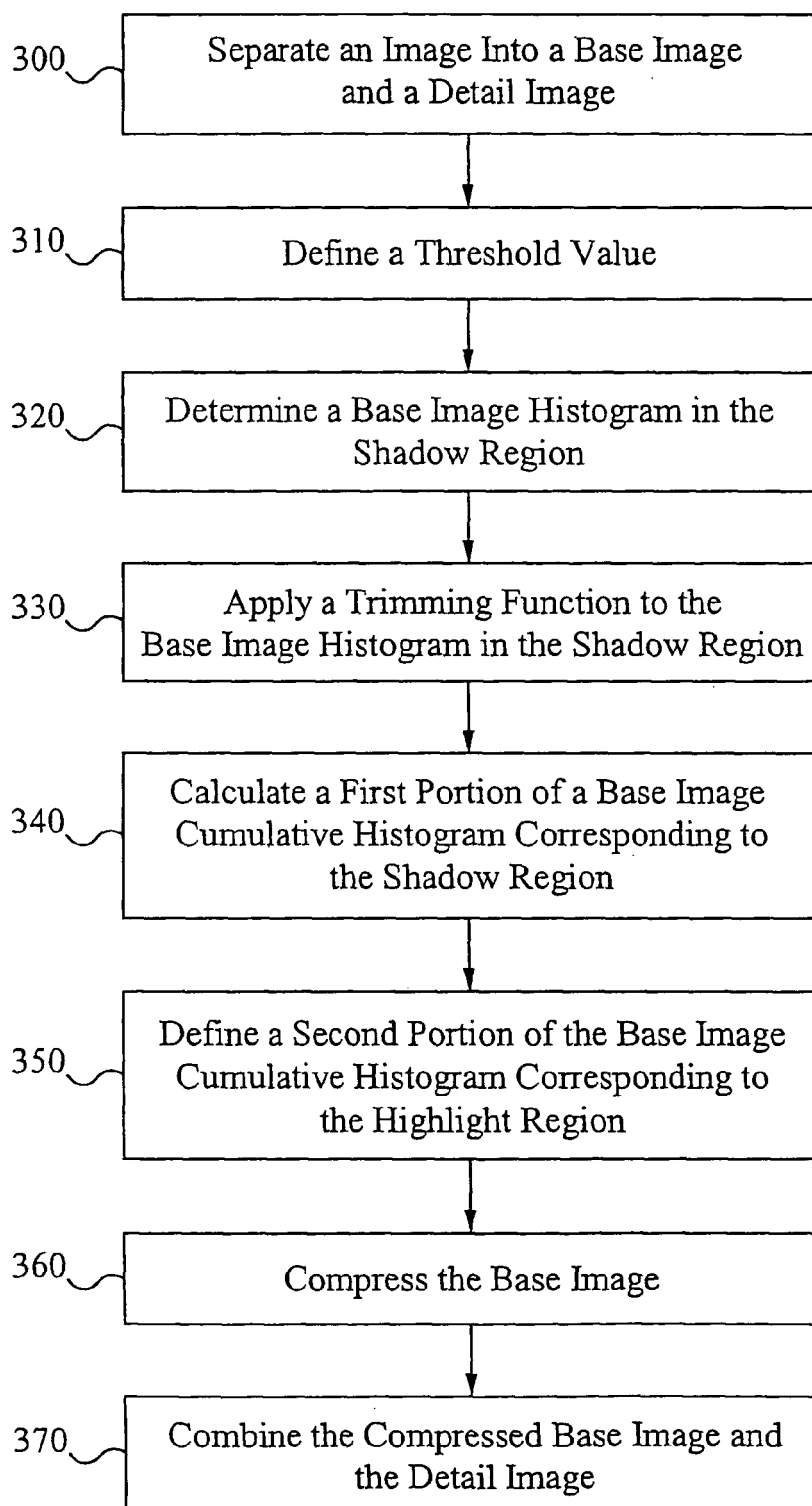 300
Separate an Image Into a Base Image
and a Detail Image
310
Define a Threshold Value
320
Determine a Base Image Histogram in the
Shadow Region
330
Apply a Trimming Function to the
Base Image Histogram in the Shadow Region
340
Calculate a First Portion of a Base Image
Cumulative Histogram Corresponding to
the Shadow Region
350
Define a Second Portion of the Base Image
Cumulative Histogram Corresponding to
the Highlight Region
360
Compress the Base Image
370
Combine the Compressed Base Image and
the Detail Image